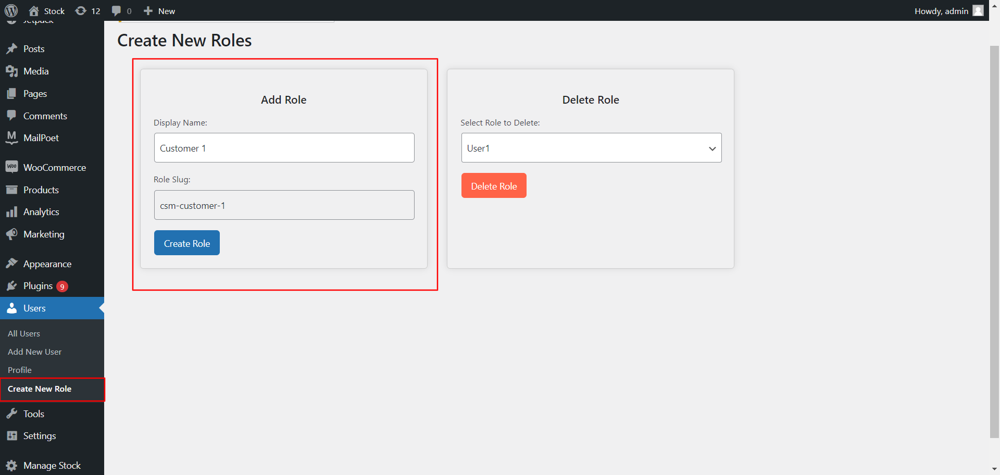 Stock
12
0
New
Howdy, admin
Jetpack
Posts
Media
Pages
Comments
MailPoet
WooCommerce
Products
Analytics
Marketing
Appearance
Plugins 9
Users
All Users
Add New User
Profile
Create New Role
Tools
Settings
Manage Stock
Create New Roles
Add Role
Display Name:
Customer 1
Role Slug:
csm-customer-1
Create Role
Delete Role
Select Role to Delete:
User1
Delete Role